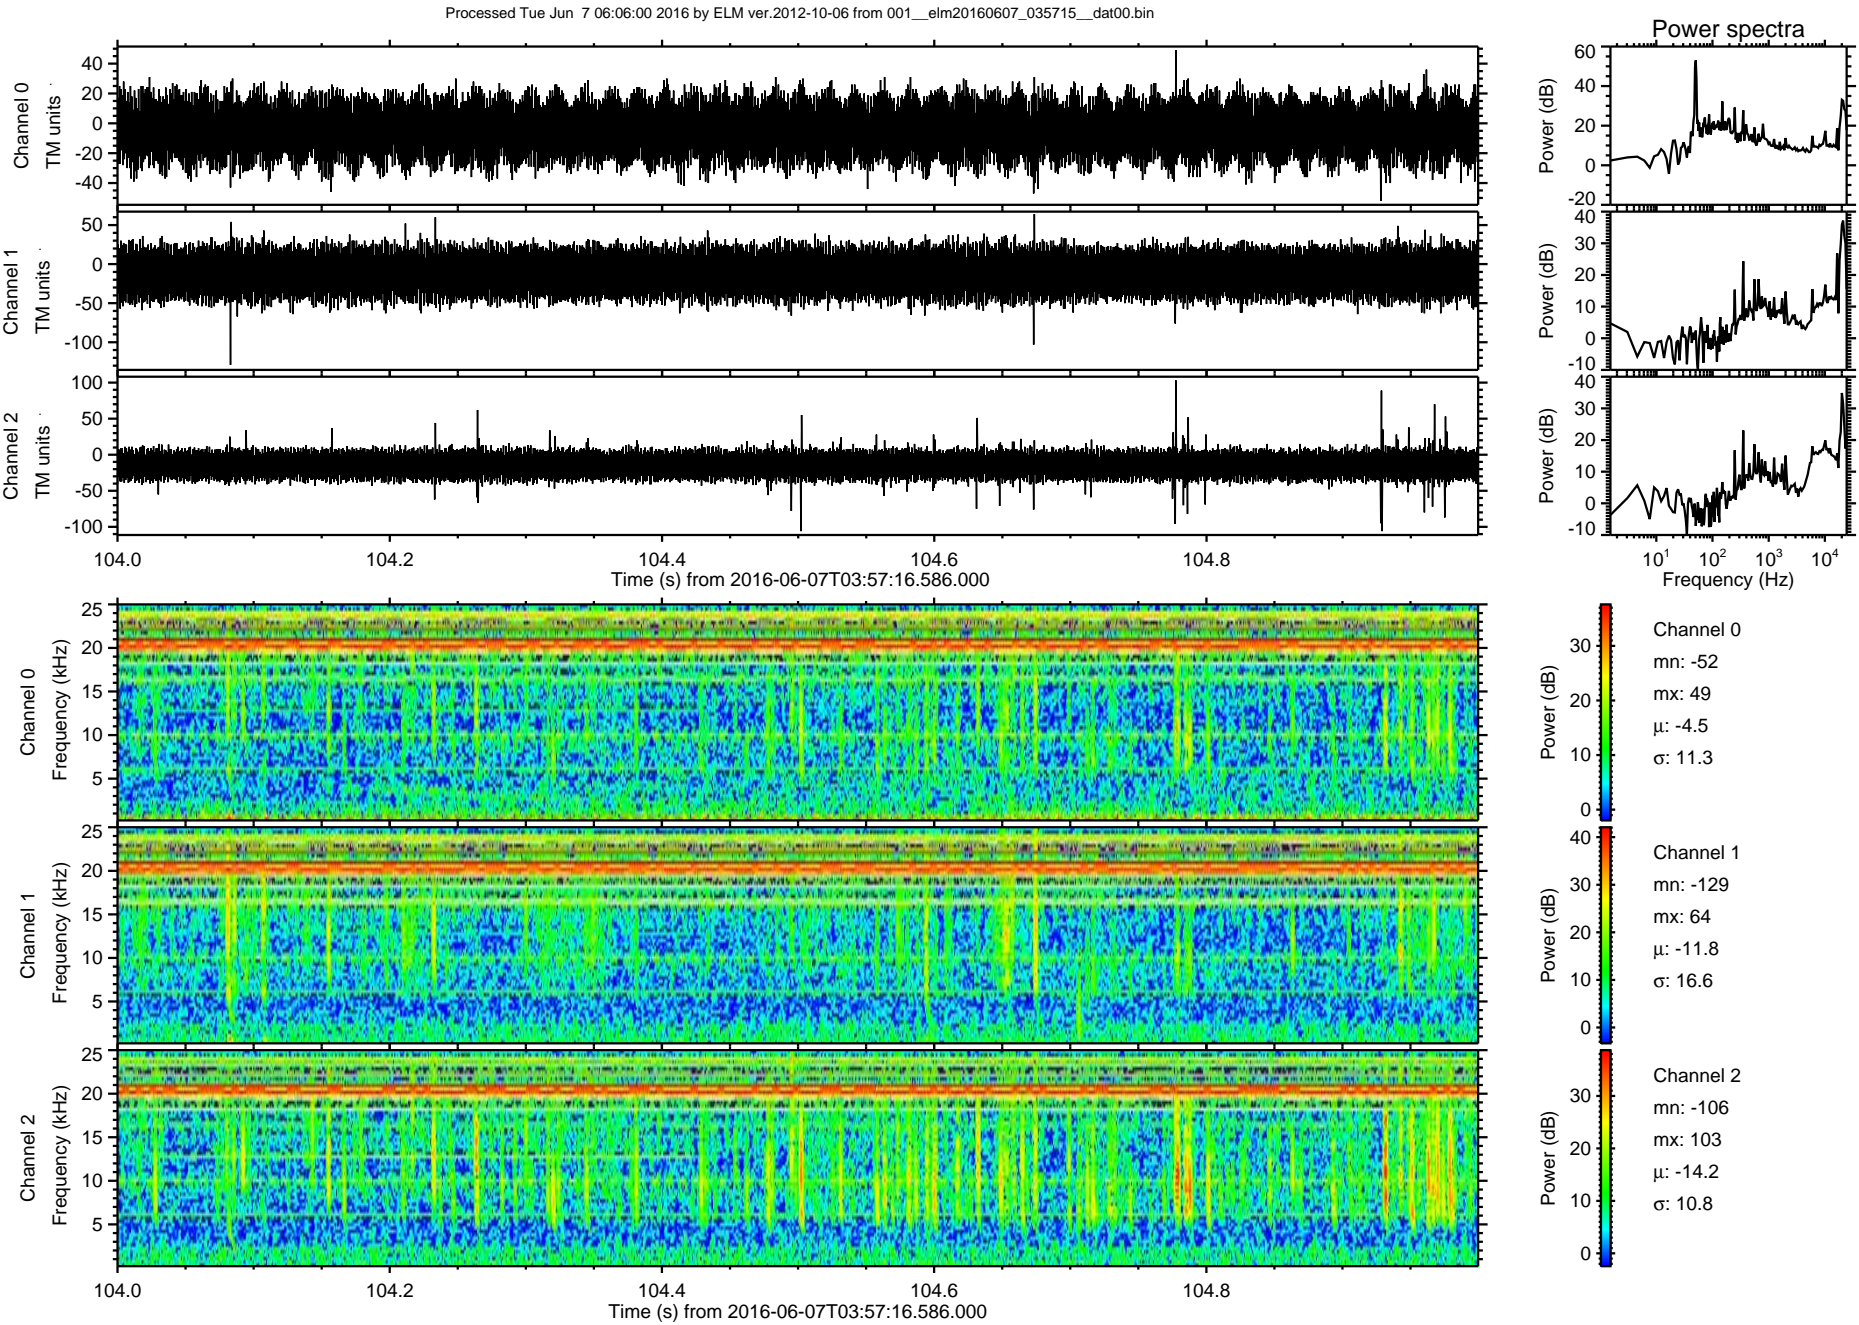 Processed Tue Jun  7 06:06:00 2016 by ELM ver.2012-10-06 from 001__elm20160607_035715__dat00.bin
Power spectra
Channel 0
TM units
40
20
0
-20
-40
Power (dB)
60
40
20
0
-20
Channel 1
TM units
50
0
-50
-100
Power (dB)
40
30
20
10
0
-10
Channel 2
TM units
100
50
0
-50
-100
Power (dB)
40
30
20
10
0
-10
104.0 104.2 104.4 104.6 104.8
Time (s) from 2016-06-07T03:57:16.586.000
10^1 10^2 10^3 10^4
Frequency (Hz)
Channel 0
Frequency (kHz)
25
20
15
10
5
Power (dB)
30
20
10
0
Channel 0
mn: -52
mx: 49
μ: -4.5
σ: 11.3
Channel 1
Frequency (kHz)
25
20
15
10
5
Power (dB)
40
30
20
10
0
Channel 1
mn: -129
mx: 64
μ: -11.8
σ: 16.6
Channel 2
Frequency (kHz)
25
20
15
10
5
Power (dB)
30
20
10
0
Channel 2
mn: -106
mx: 103
μ: -14.2
σ: 10.8
104.0 104.2 104.4 104.6 104.8
Time (s) from 2016-06-07T03:57:16.586.000